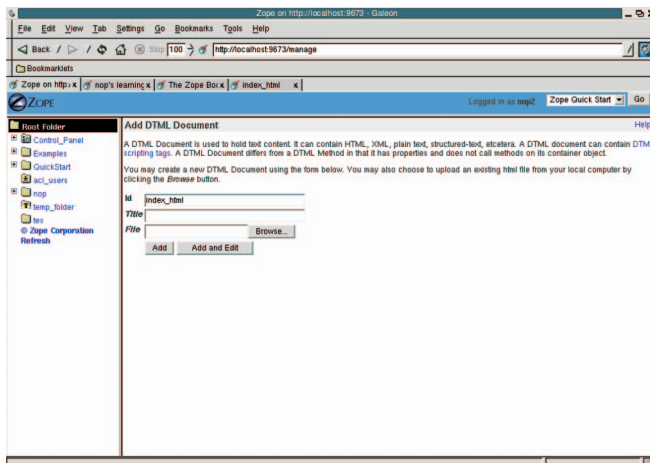 Zope on http://localhost:9673 - Galeon
File Edit View Tab Settings Go Bookmarks Tools Help
Back / / Stop 100 http://localhost:9673/manage
Bookmarklets
Zope on http:/ x nop's learning x The Zope Boo x index_html x
ZOPE Logged in as nop2 Zope Quick Start Go
Root Folder
Control_Panel
Examples
QuickStart
acl_users
nop
temp_folder
tes
© Zope Corporation
Refresh
Add DTML Document Help
A DTML Document is used to hold text content. It can contain HTML, XML, plain text, structured-text, etcetera. A DTML document can contain DTM
scripting tags. A DTML Document differs from a DTML Method in that it has properties and does not call methods on its container object.
You may create a new DTML Document using the form below. You may also choose to upload an existing html file from your local computer by
clicking the Browse button.
Id index_html
Title
File Browse...
Add Add and Edit